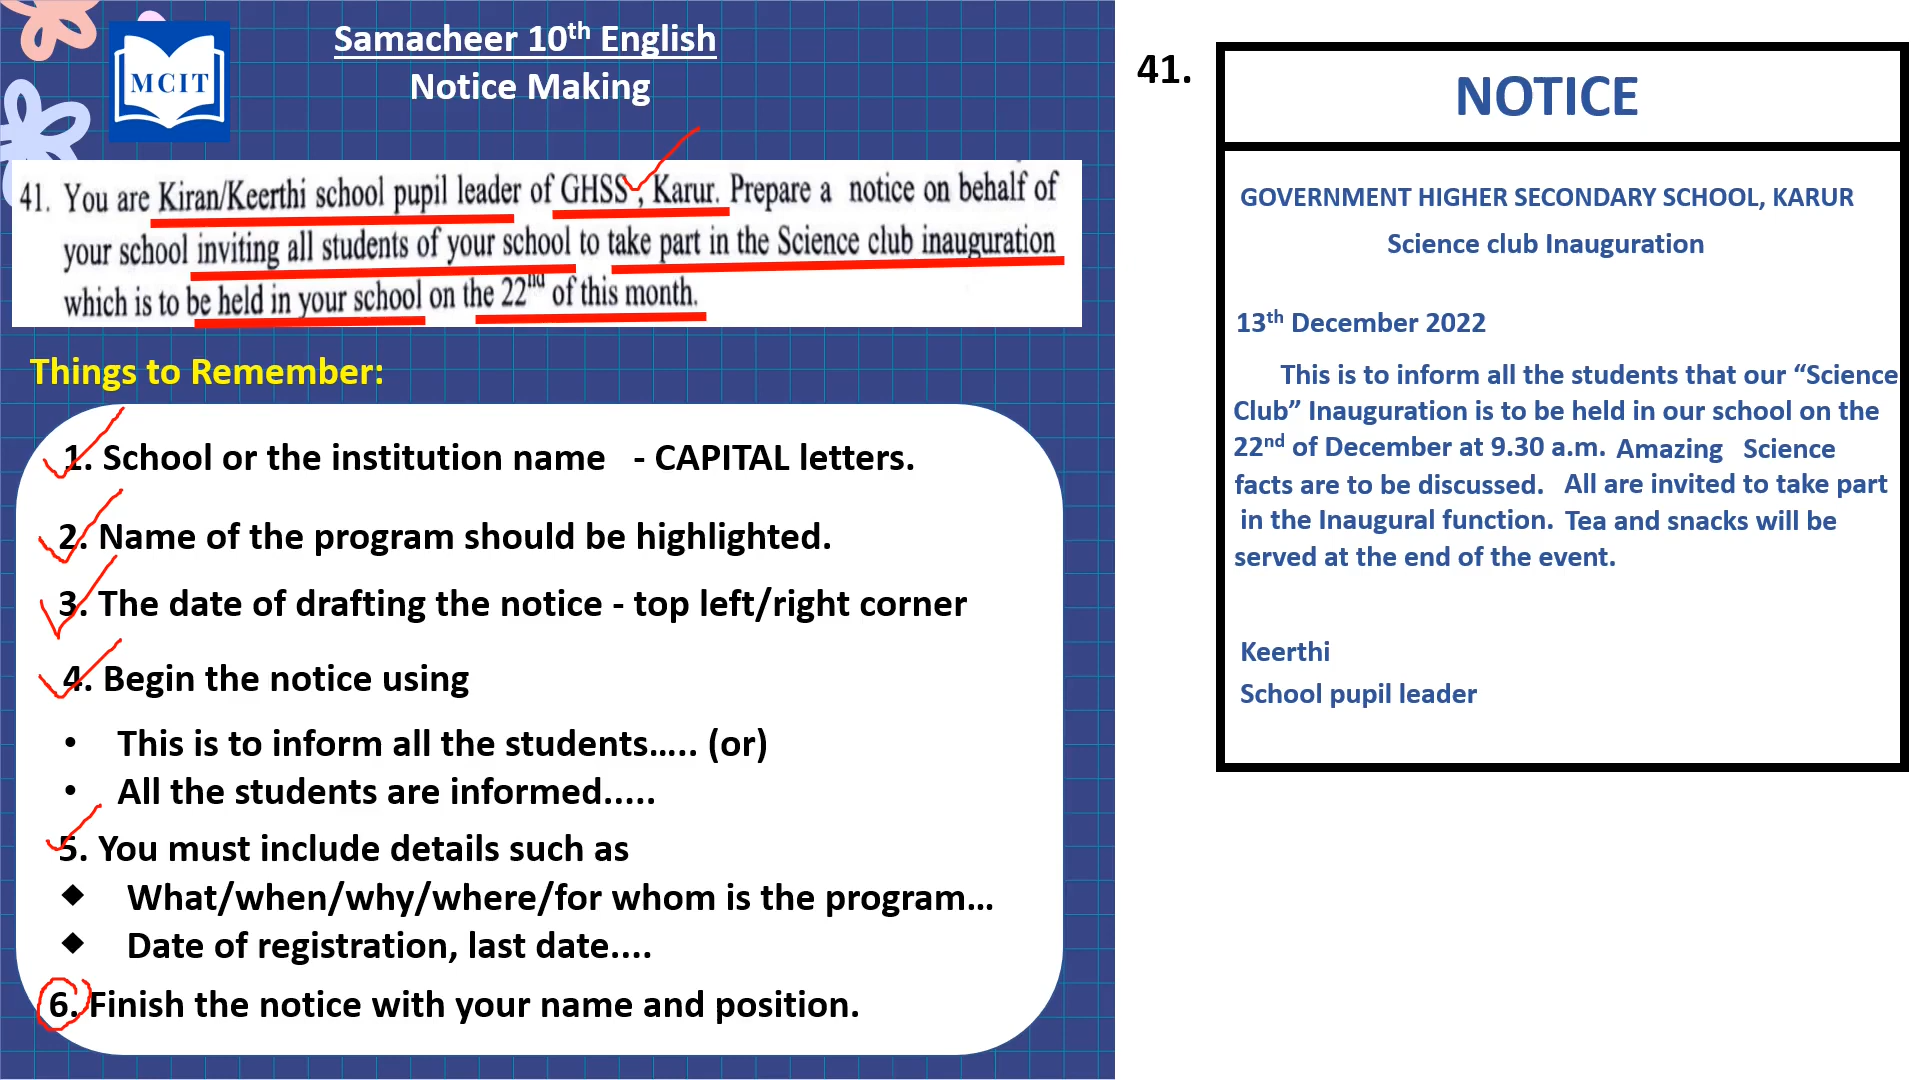 Samacheer 10th English
Notice Making
MCIT
41. You are Kiran/Keerthi school pupil leader of GHSS, Karur. Prepare a notice on behalf of
your school inviting all students of your school to take part in the Science club inauguration
which is to be held in your school on the 22nd of this month.
Things to Remember:
1. School or the institution name - CAPITAL letters.
2. Name of the program should be highlighted.
3. The date of drafting the notice - top left/right corner
4. Begin the notice using
• This is to inform all the students..... (or)
• All the students are informed.....
5. You must include details such as
◆ What/when/why/where/for whom is the program...
◆ Date of registration, last date....
6. Finish the notice with your name and position.
41.
NOTICE
GOVERNMENT HIGHER SECONDARY SCHOOL, KARUR
Science club Inauguration
13th December 2022
This is to inform all the students that our “Science
Club” Inauguration is to be held in our school on the
22nd of December at 9.30 a.m. Amazing Science
facts are to be discussed. All are invited to take part
in the Inaugural function. Tea and snacks will be
served at the end of the event.
Keerthi
School pupil leader